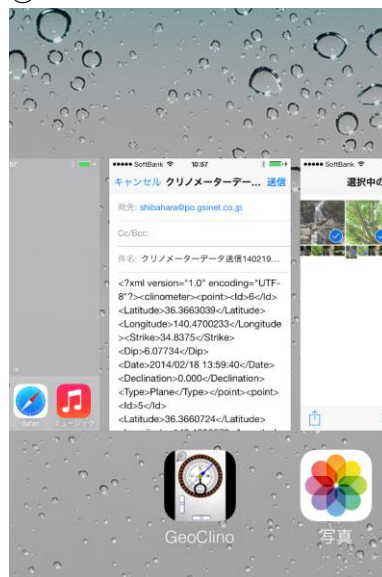 57
SoftBank 10:57
キャンセル クリノメーターデー... 送信
宛先: shibahara@po.gsinet.co.jp
Cc/Bcc:
件名: クリノメーターデータ送信140219...
<?xml version="1.0" encoding="UTF-
8"?><clinometer><point><Id>6</Id>
<Latitude>36.3663039</Latitude>
<Longitude>140.4700233</Longitude
><Strike>34.8375</Strike>
<Dip>6.07734</Dip>
<Date>2014/02/18 13:59:40</Date>
<Declination>0.000</Declination>
<Type>Plane</Type></point><point>
<Id>5</Id>
<Latitude>36.3660724</Latitude>
SoftBank
選択中の
Safari
ミュージック
GeoClino
写真